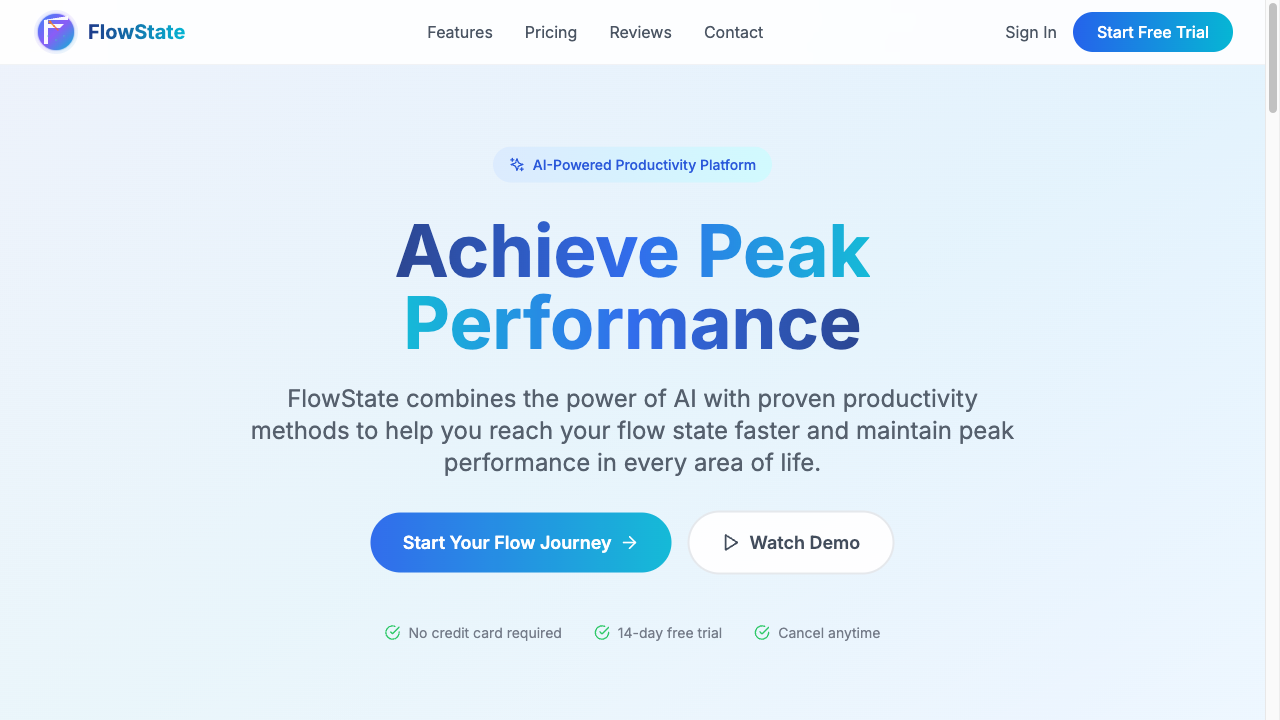 FlowState
Features
Pricing
Reviews
Contact
Sign In
Start Free Trial
AI-Powered Productivity Platform
Achieve Peak
Performance
FlowState combines the power of AI with proven productivity
methods to help you reach your flow state faster and maintain peak
performance in every area of life.
Start Your Flow Journey
Watch Demo
No credit card required
14-day free trial
Cancel anytime